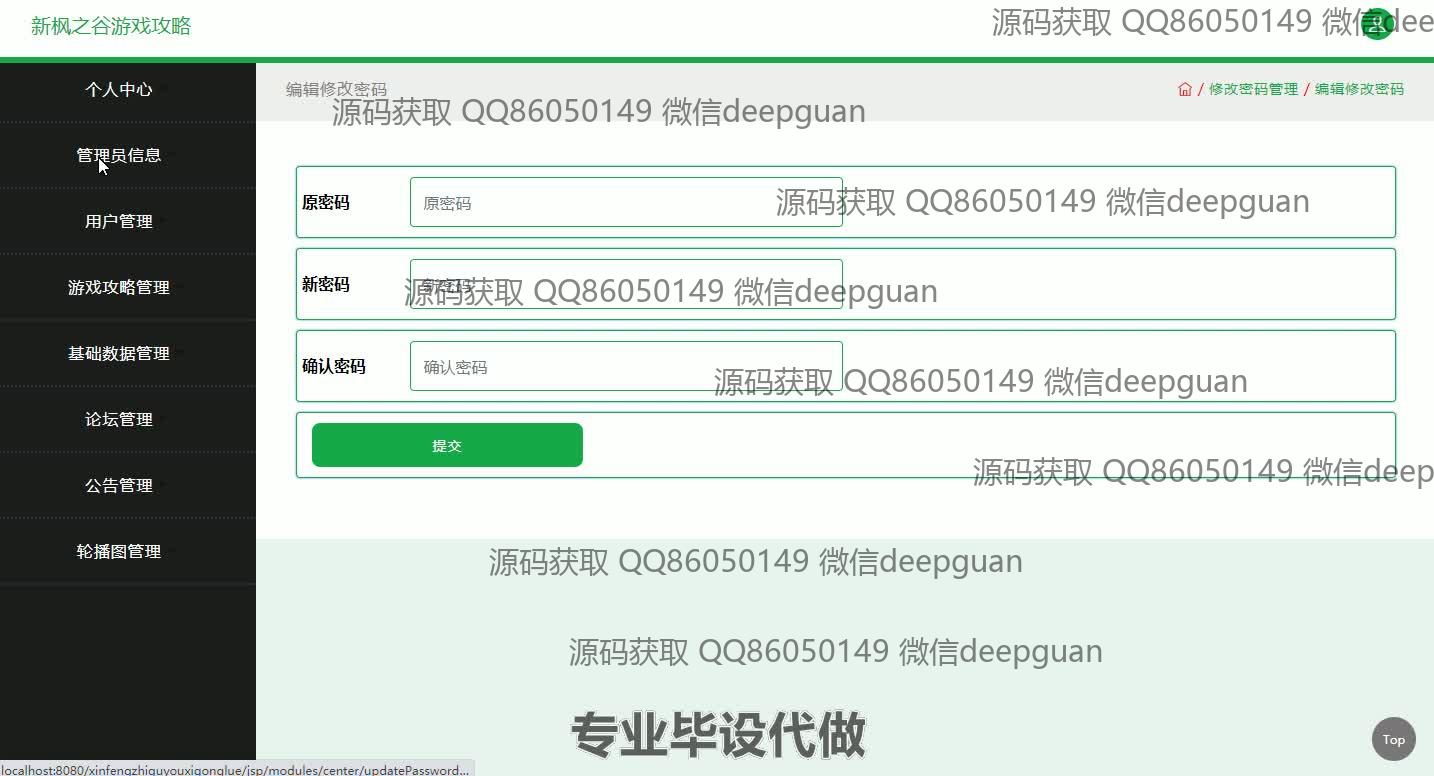 新枫之谷游戏攻略
源码获取 QQ86050149 微信dee
个人中心
编辑修改密码
/ 修改密码管理 / 编辑修改密码
源码获取 QQ86050149 微信deepguan
管理员信息
原密码
原密码
源码获取 QQ86050149 微信deepguan
用户管理
新密码
新密码
源码获取 QQ86050149 微信deepguan
游戏攻略管理
基础数据管理
确认密码
确认密码
源码获取 QQ86050149 微信deepguan
论坛管理
提交
源码获取 QQ86050149 微信deep
公告管理
轮播图管理
源码获取 QQ86050149 微信deepguan
源码获取 QQ86050149 微信deepguan
专业毕设代做
Top
localhost:8080/xinfengzhiguyouxigonglue/jsp/modules/center/updatePassword...